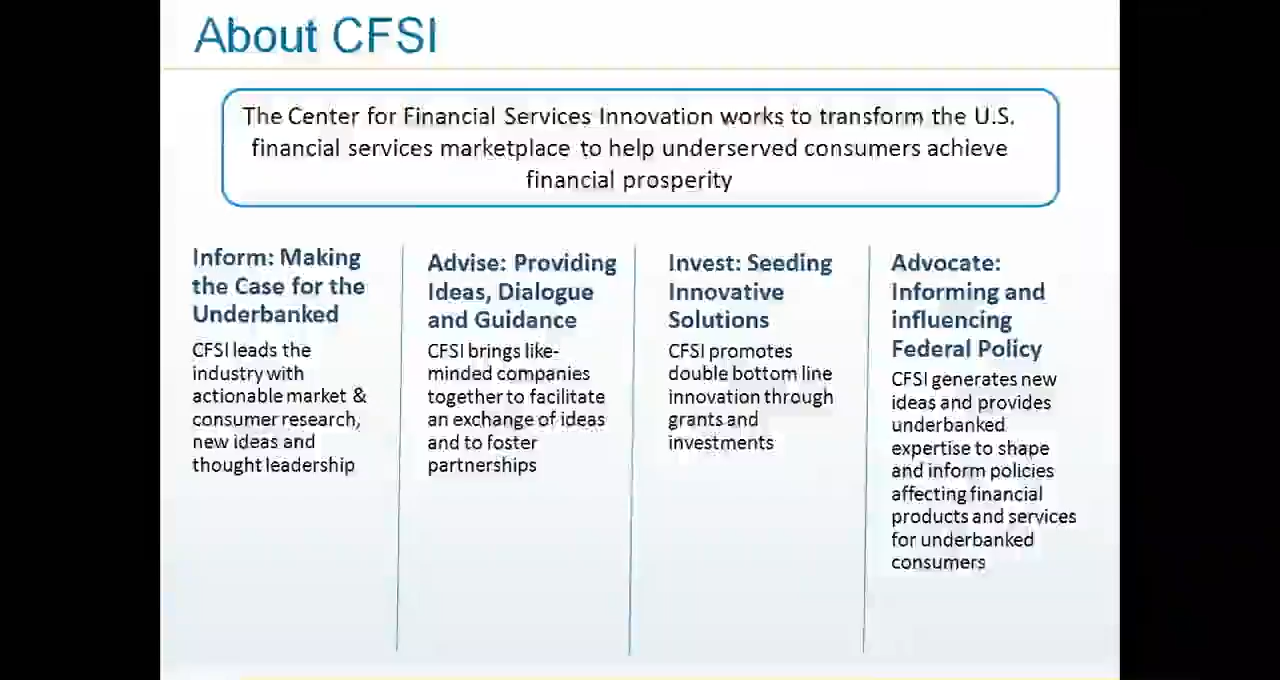 About CFSI
The Center for Financial Services Innovation works to transform the U.S.
financial services marketplace to help underserved consumers achieve
financial prosperity
Inform: Making
the Case for the
Underbanked
CFSI leads the
industry with
actionable market &
consumer research,
new ideas and
thought leadership
Advise: Providing
Ideas, Dialogue
and Guidance
CFSI brings like-
minded companies
together to facilitate
an exchange of ideas
and to foster
partnerships
Invest: Seeding
Innovative
Solutions
CFSI promotes
double bottom line
innovation through
grants and
investments
Advocate:
Informing and
influencing
Federal Policy
CFSI generates new
ideas and provides
underbanked
expertise to shape
and inform policies
affecting financial
products and services
for underbanked
consumers